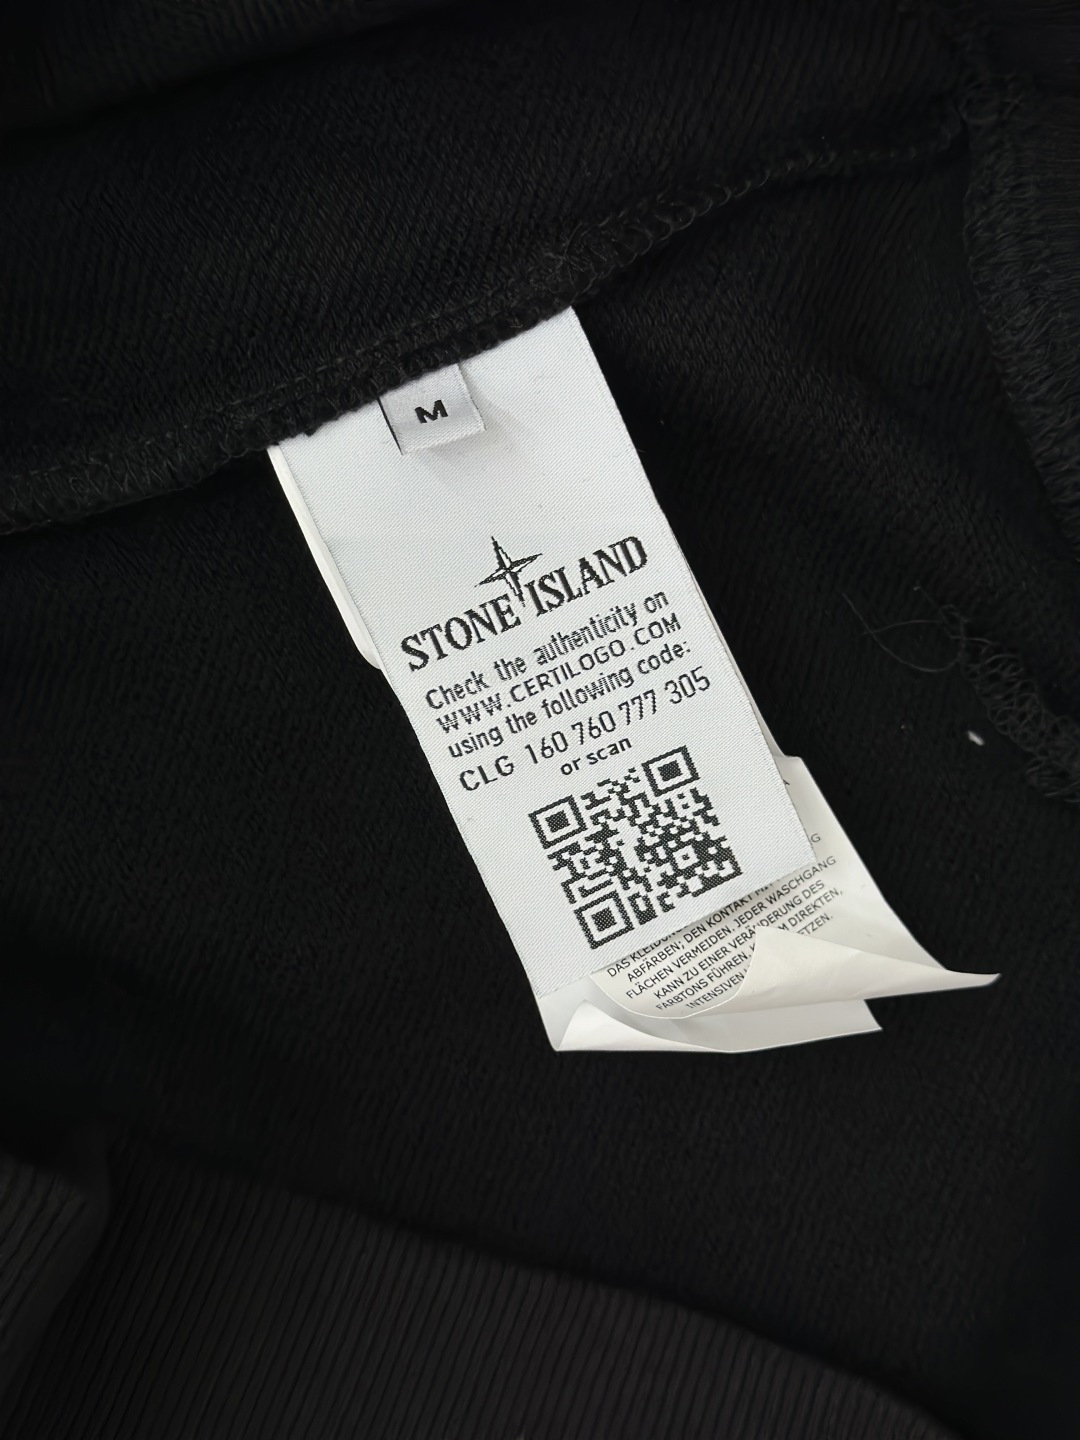 M
STONE ISLAND
Check the authenticity on
WWW.CERTILOGO.COM
using the following code:
CLG 160 760 777 305
or scan
DAS
ABFÄRBEN; DEN KONTAKT
FLÄCHEN VERMEIDEN. JEDER WASCHGANG
KANN ZU EINER VERÄNDERUNG DES
FARBTONS FÜHREN. DIREKTEN,
INTENSIVEN